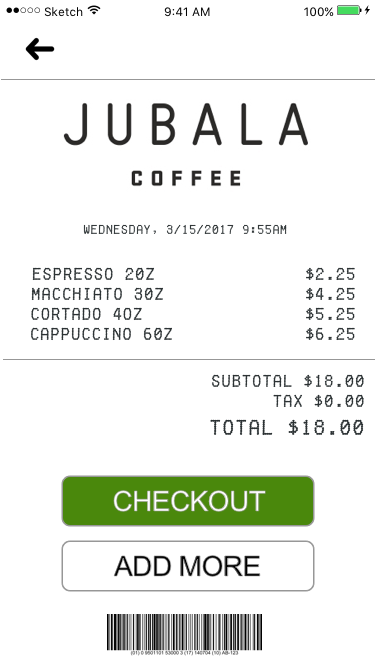 Sketch 9:41 AM 100%
JUBALA
COFFEE
WEDNESDAY, 3/15/2017 9:55AM
ESPRESSO 2OZ $2.25
MACCHIATO 3OZ $4.25
CORTADO 4OZ $5.25
CAPPUCCINO 6OZ $6.25
SUBTOTAL $18.00
TAX $0.00
TOTAL $18.00
CHECKOUT
ADD MORE
(01) 0 9501101 53000 3 (17) 140704 (10) AB-123